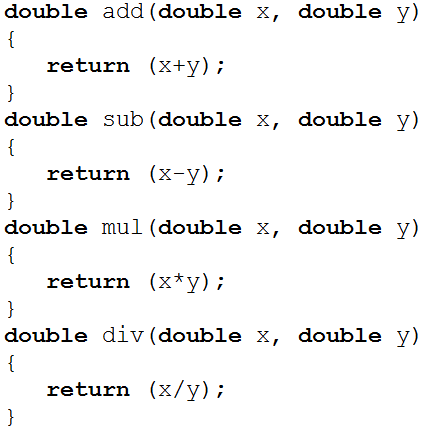 double add(double x, double y)
{
   return (x+y);
}
double sub(double x, double y)
{
   return (x-y);
}
double mul(double x, double y)
{
   return (x*y);
}
double div(double x, double y)
{
   return (x/y);
}